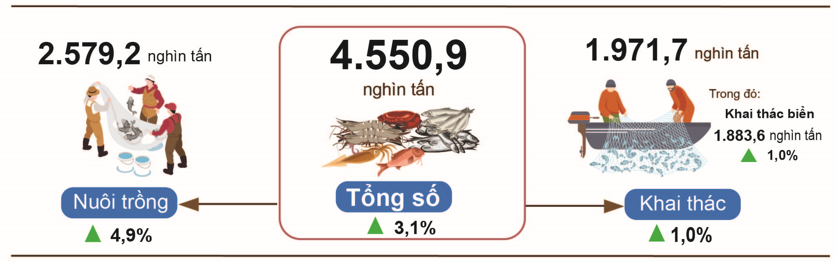 2.579,2 nghìn tấn
Nuôi trồng
4,9%
4.550,9
nghìn tấn
Tổng số
3,1%
1.971,7 nghìn tấn
Trong đó:
Khai thác biển
1.883,6 nghìn tấn
1,0%
Khai thác
1,0%